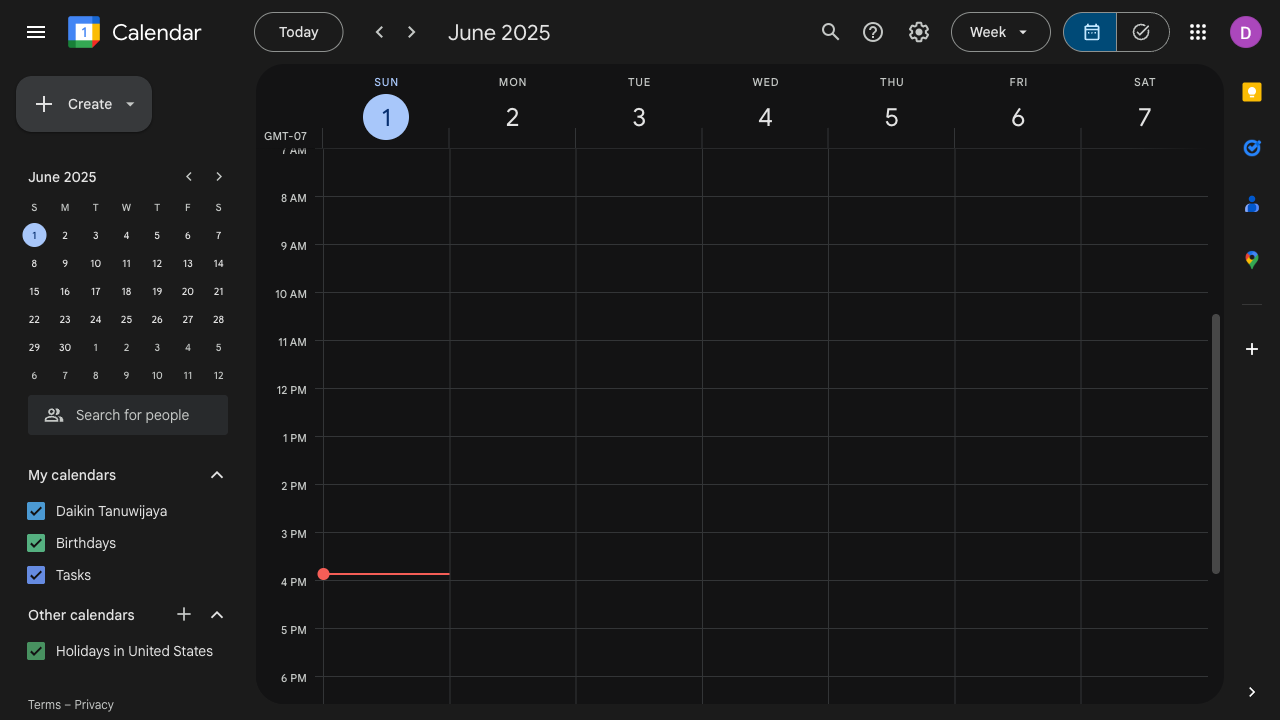 1
Calendar
Today
June 2025
Week
D
Create
SUN MON TUE WED THU FRI SAT
1 2 3 4 5 6 7
GMT-07
7 AM
8 AM
9 AM
10 AM
11 AM
12 PM
1 PM
2 PM
3 PM
4 PM
5 PM
6 PM
June 2025
S M T W T F S
1 2 3 4 5 6 7
8 9 10 11 12 13 14
15 16 17 18 19 20 21
22 23 24 25 26 27 28
29 30 1 2 3 4 5
6 7 8 9 10 11 12
Search for people
My calendars
Daikin Tanuwijaya
Birthdays
Tasks
Other calendars
Holidays in United States
Terms – Privacy